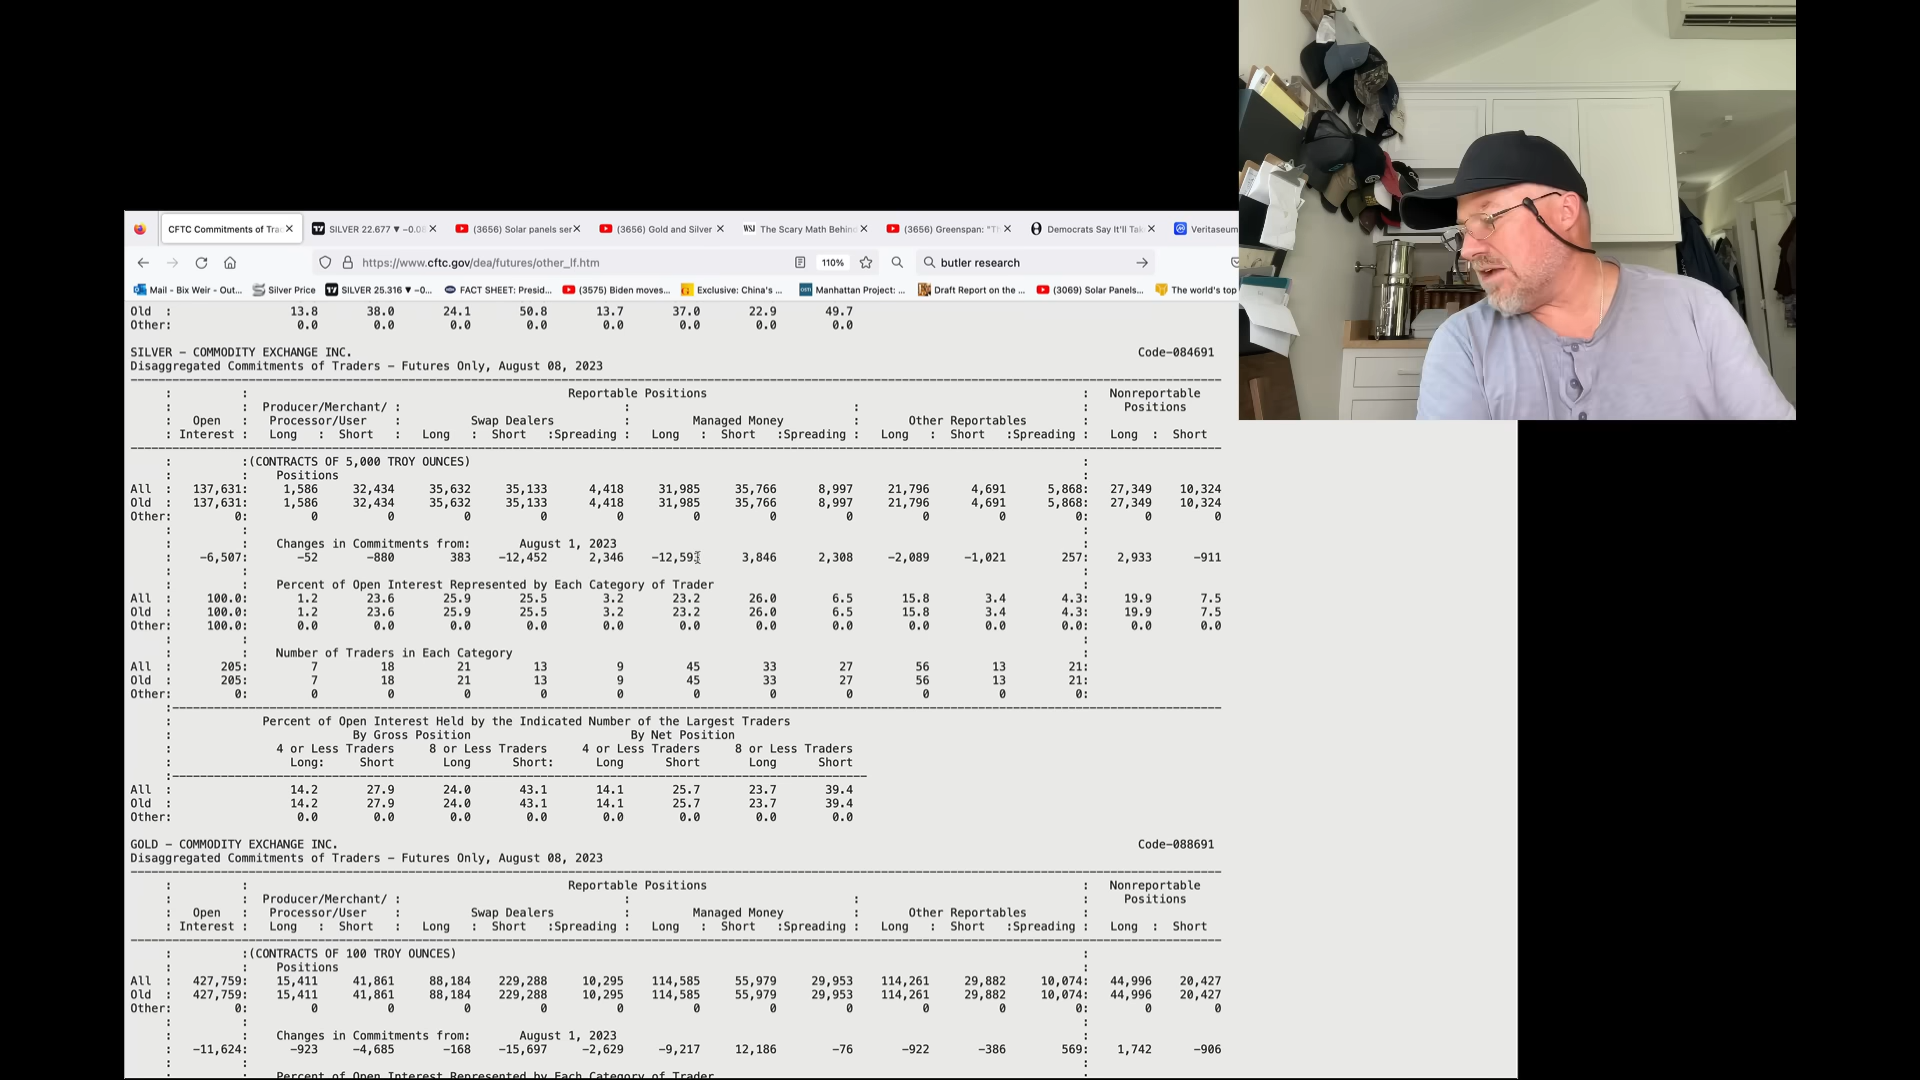 CFTC Commitments of Tra SILVER 22.677 ▼ −0.0 (3656) Solar panels ser (3656) Gold and Silver The Scary Math Behin (3656) Greenspan: "T Democrats Say It'll Tak Veritaseum
https://www.cftc.gov/dea/futures/other_lf.htm 110% butler research
Mail - Bix Weir - Out... Silver Price SILVER 25.316 ▼ −0... FACT SHEET: Presid... (3575) Biden moves... Exclusive: China's ... Manhattan Project: ... Draft Report on the ... (3069) Solar Panels... The world's top
Old : 13.8 38.0 24.1 50.8 13.7 37.0 22.9 49.7
Other: 0.0 0.0 0.0 0.0 0.0 0.0 0.0 0.0
SILVER - COMMODITY EXCHANGE INC. Code-084691
Disaggregated Commitments of Traders - Futures Only, August 08, 2023
: : Reportable Positions : Nonreportable
: : Producer/Merchant/ : : : : Positions
: Open : Processor/User : Swap Dealers : Managed Money : Other Reportables :
: Interest : Long : Short : Long : Short :Spreading : Long : Short :Spreading : Long : Short :Spreading : Long : Short
: :(CONTRACTS OF 5,000 TROY OUNCES) :
: : Positions :
All : 137,631: 1,586 32,434 35,632 35,133 4,418 31,985 35,766 8,997 21,796 4,691 5,868: 27,349 10,324
Old : 137,631: 1,586 32,434 35,632 35,133 4,418 31,985 35,766 8,997 21,796 4,691 5,868: 27,349 10,324
Other: 0: 0 0 0 0 0 0 0 0 0 0 0: 0 0
: : Changes in Commitments from: August 1, 2023 :
: -6,507: -52 -880 383 -12,452 2,346 3,846 2,308 -2,089 -1,021 257: 2,933 -911
: : Percent of Open Interest Represented by Each Category of Trader :
All : 100.0: 1.2 23.6 25.9 25.5 3.2 23.2 26.0 6.5 15.8 3.4 4.3: 19.9 7.5
Old : 100.0: 1.2 23.6 25.9 25.5 3.2 23.2 26.0 6.5 15.8 3.4 4.3: 19.9 7.5
Other: 100.0: 0.0 0.0 0.0 0.0 0.0 0.0 0.0 0.0 0.0 0.0 0.0: 0.0 0.0
: : Number of Traders in Each Category :
All : 205: 7 18 21 13 9 45 33 27 56 13 21:
Old : 205: 7 18 21 13 9 45 33 27 56 13 21:
Other: 0: 0 0 0 0 0 0 0 0 0 0 0:
: Percent of Open Interest Held by the Indicated Number of the Largest Traders
: By Gross Position By Net Position
: 4 or Less Traders 8 or Less Traders 4 or Less Traders 8 or Less Traders
: Long: Short Long Short: Long Short Long Short
All : 14.2 27.9 24.0 43.1 14.1 25.7 23.7 39.4
Old : 14.2 27.9 24.0 43.1 14.1 25.7 23.7 39.4
Other: 0.0 0.0 0.0 0.0 0.0 0.0 0.0 0.0
GOLD - COMMODITY EXCHANGE INC. Code-088691
Disaggregated Commitments of Traders - Futures Only, August 08, 2023
: : Reportable Positions : Nonreportable
: : Producer/Merchant/ : : : : Positions
: Open : Processor/User : Swap Dealers : Managed Money : Other Reportables :
: Interest : Long : Short : Long : Short :Spreading : Long : Short :Spreading : Long : Short :Spreading : Long : Short
: :(CONTRACTS OF 100 TROY OUNCES) :
: : Positions :
All : 427,759: 15,411 41,861 88,184 229,288 10,295 114,585 55,979 29,953 114,261 29,882 10,074: 44,996 20,427
Old : 427,759: 15,411 41,861 88,184 229,288 10,295 114,585 55,979 29,953 114,261 29,882 10,074: 44,996 20,427
Other: 0: 0 0 0 0 0 0 0 0 0 0 0: 0 0
: : Changes in Commitments from: August 1, 2023 :
: -11,624: -923 -4,685 -168 -15,697 -2,629 -9,217 12,186 -76 -922 -386 569: 1,742 -906
: : Percent of Open Interest Represented by Each Category of Trader :